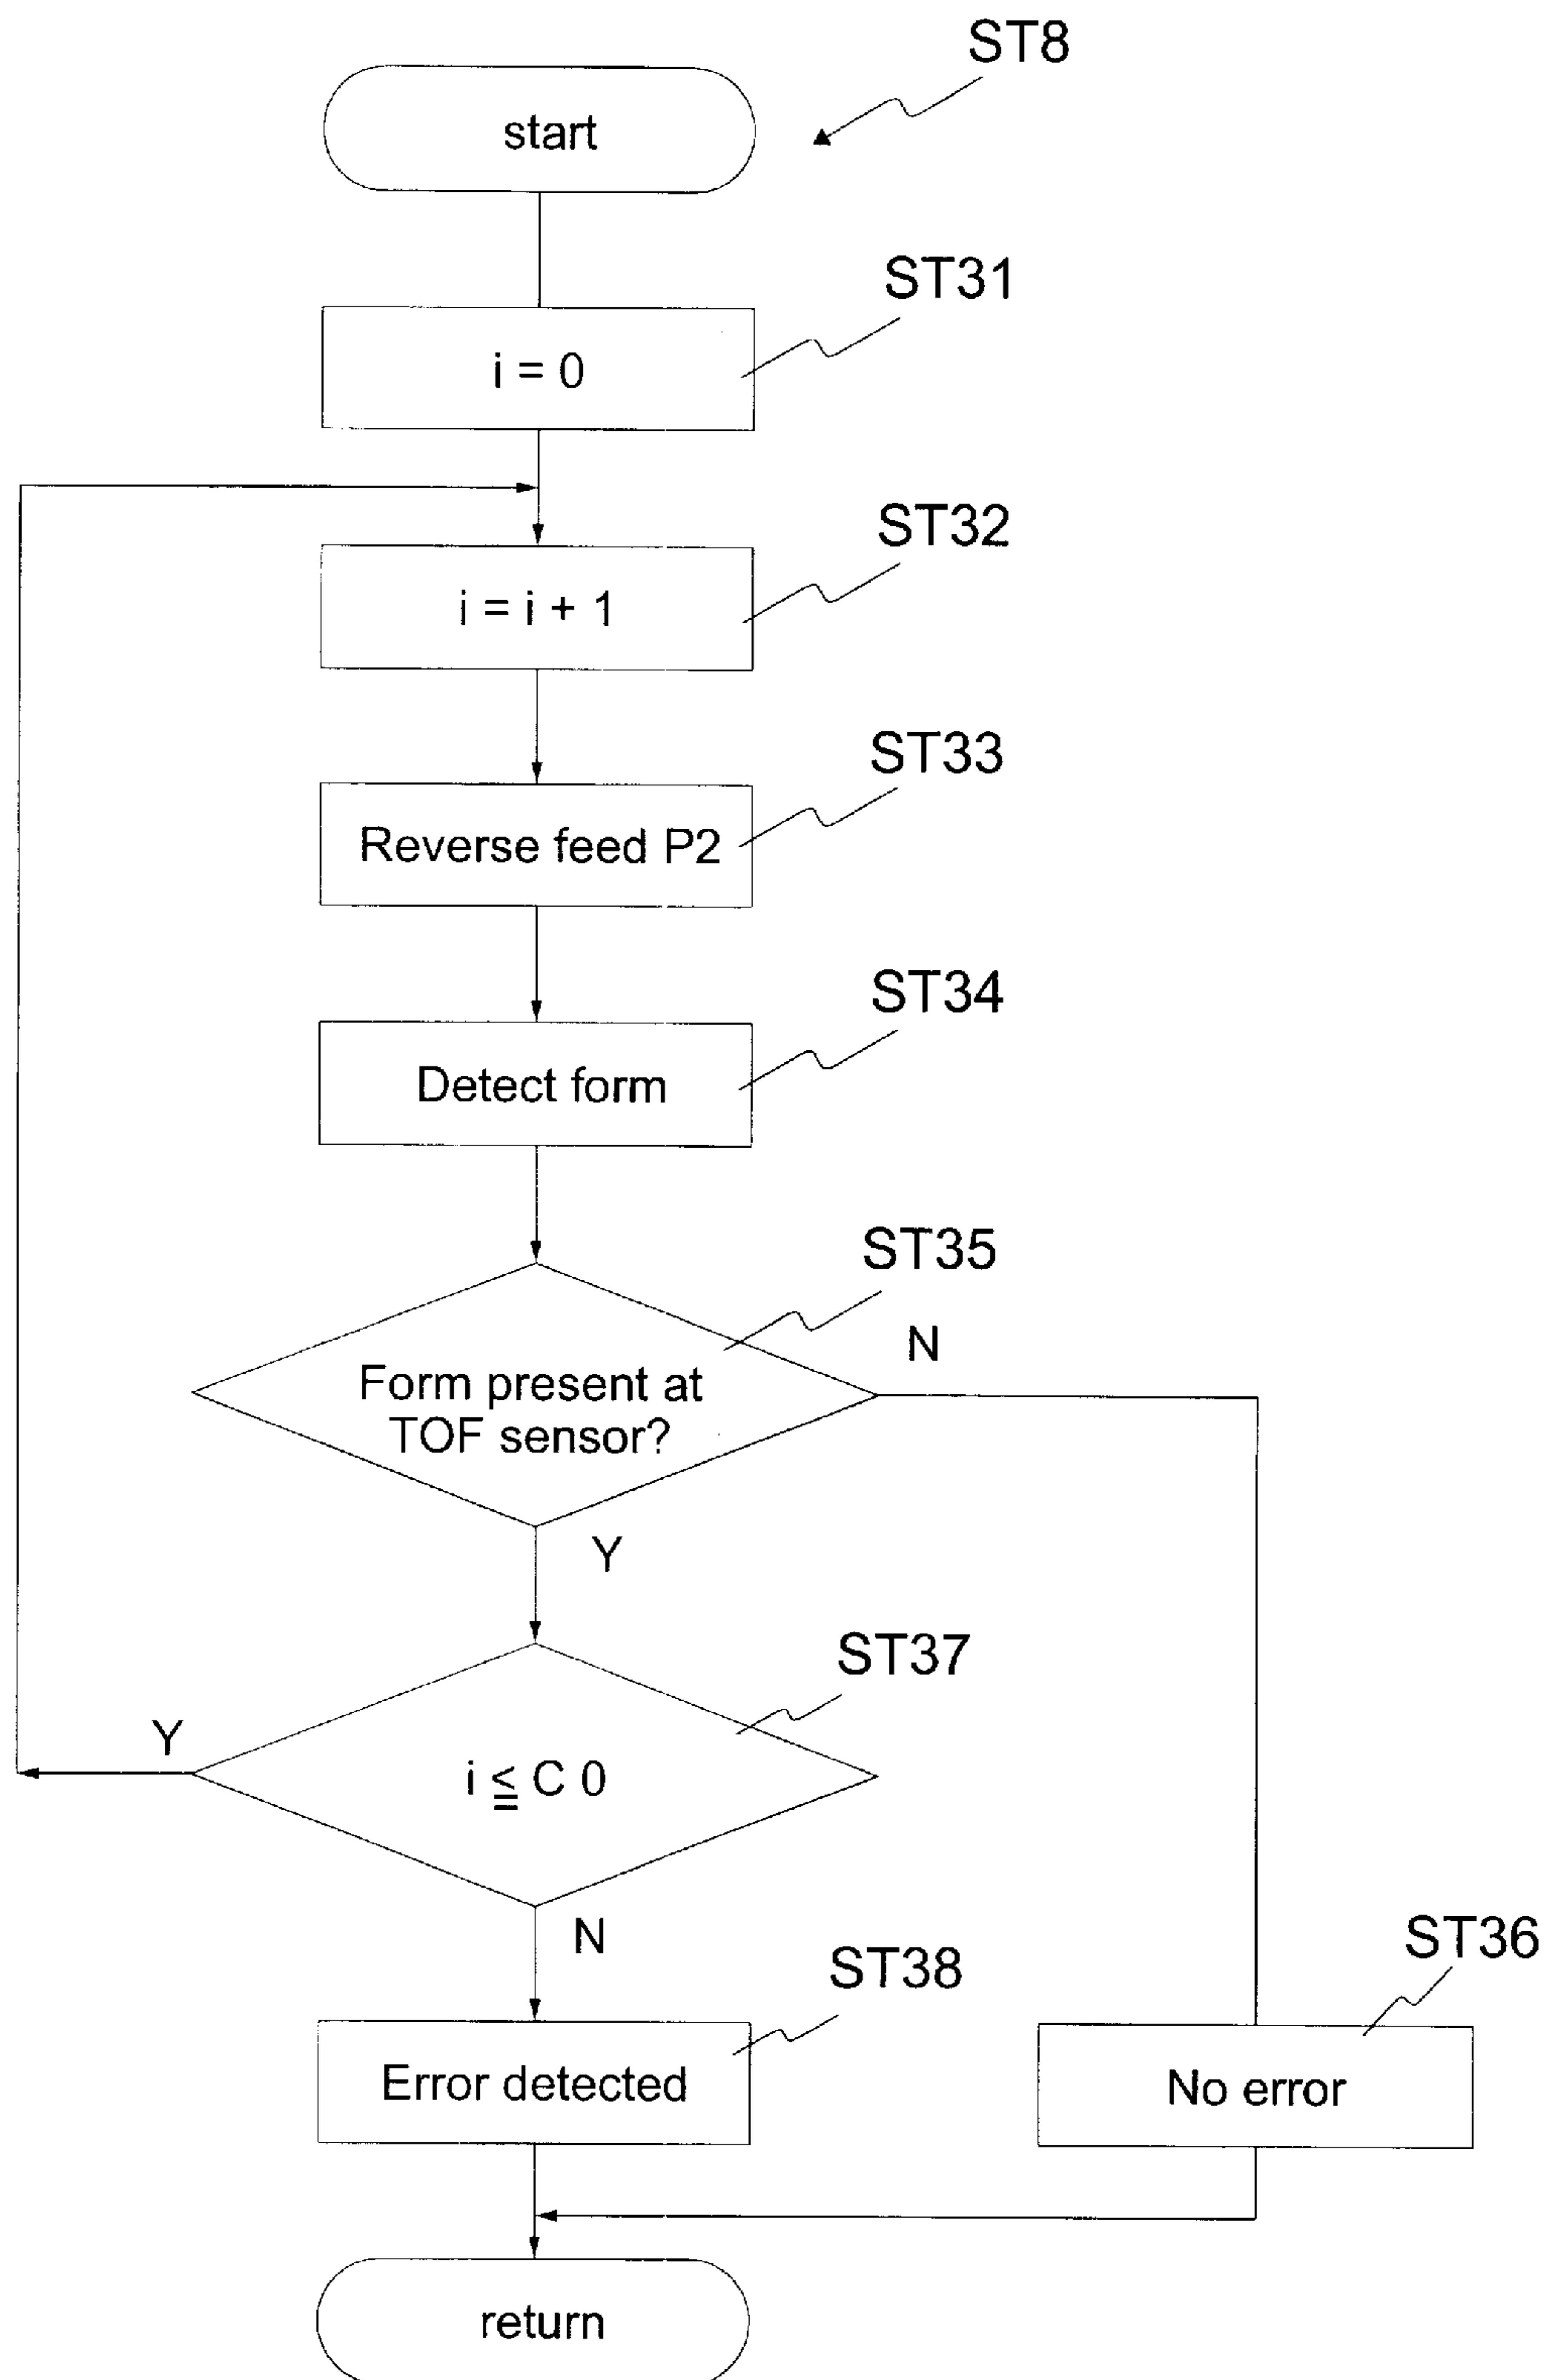 ST8
start
ST31
i = 0
ST32
i = i + 1
ST33
Reverse feed P2
ST34
Detect form
ST35
N
Form present at
TOF sensor?
Y
ST37
Y
i ≦ C 0
N
ST38
ST36
Error detected
No error
return